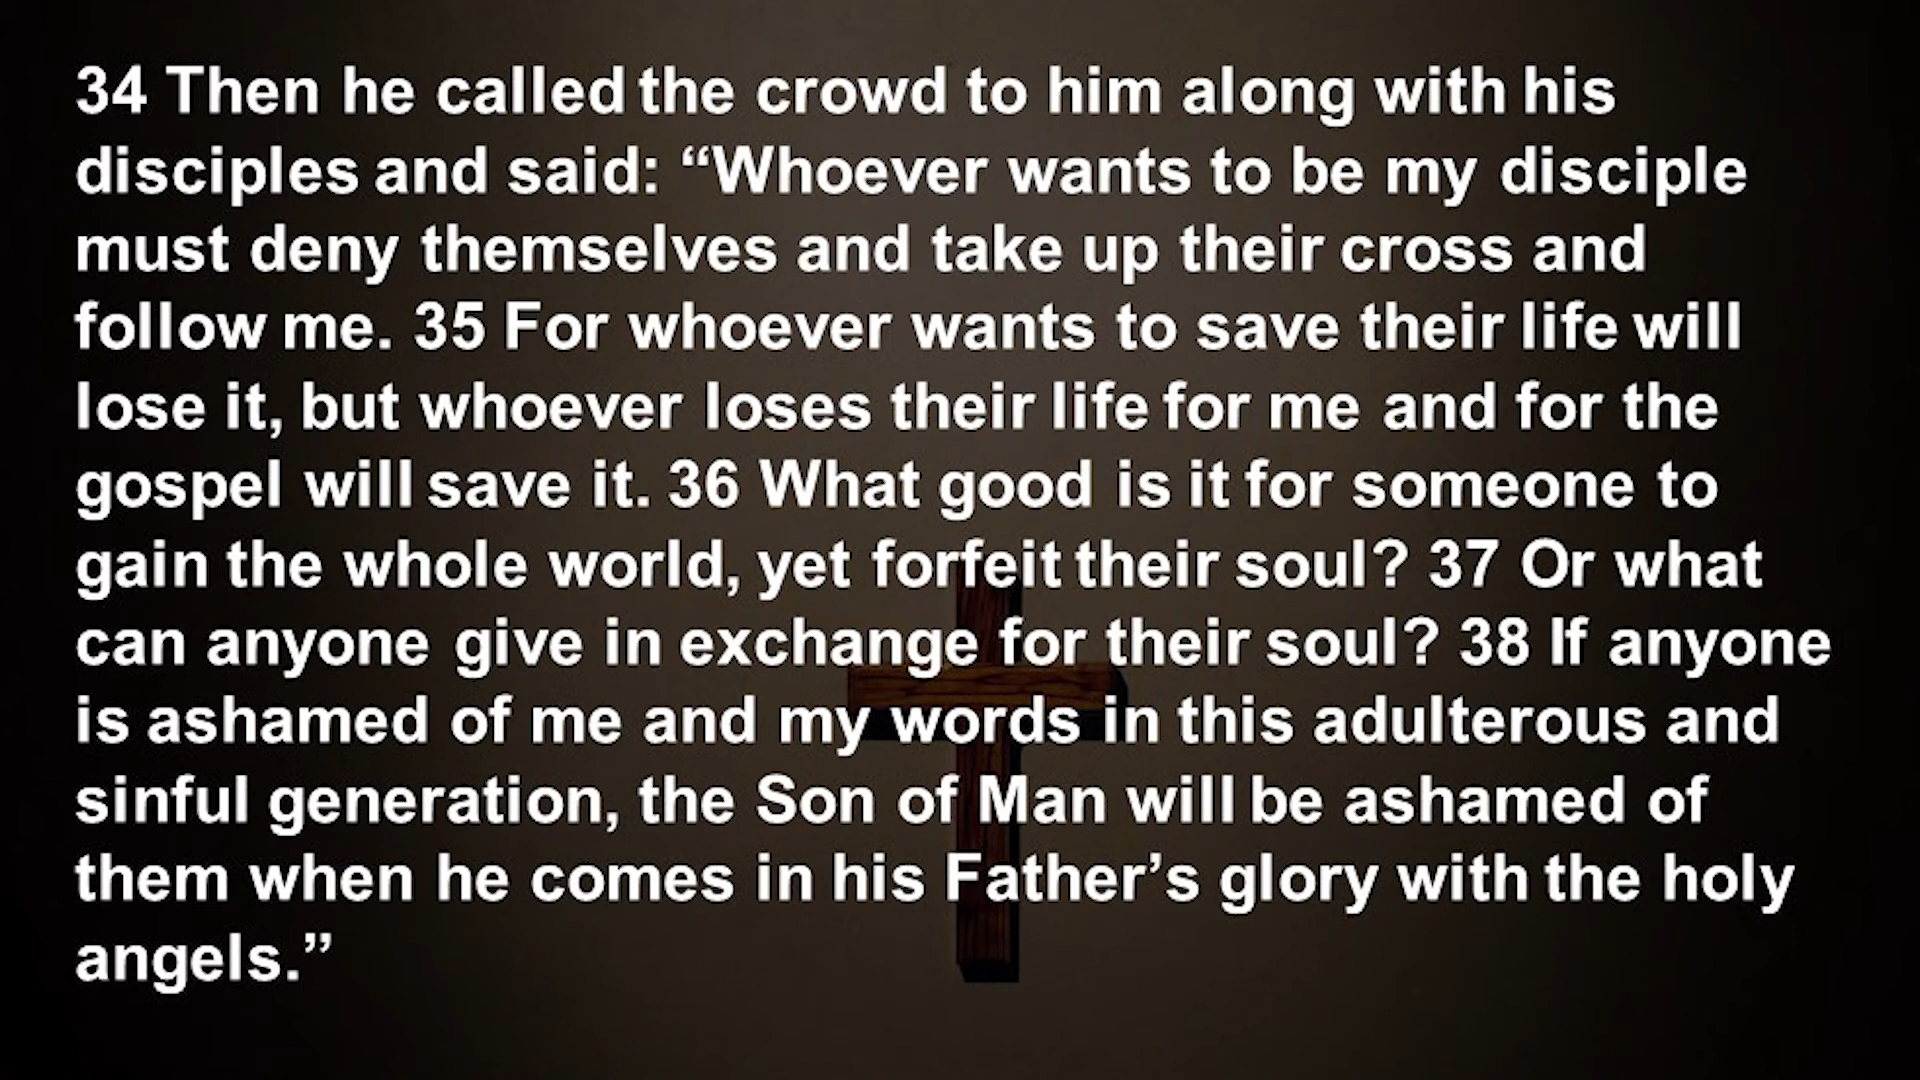 34 Then he called the crowd to him along with his
disciples and said: “Whoever wants to be my disciple
must deny themselves and take up their cross and
follow me. 35 For whoever wants to save their life will
lose it, but whoever loses their life for me and for the
gospel will save it. 36 What good is it for someone to
gain the whole world, yet forfeit their soul? 37 Or what
can anyone give in exchange for their soul? 38 If anyone
is ashamed of me and my words in this adulterous and
sinful generation, the Son of Man will be ashamed of
them when he comes in his Father’s glory with the holy
angels.”